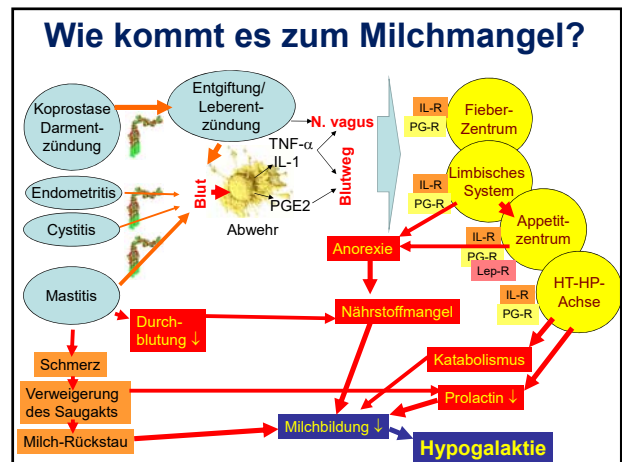 Wie kommt es zum Milchmangel?
Koprostase
Darment-
zündung
Entgiftung/
Leberent-
zündung
N. vagus
TNF-α
IL-1
PGE2
Blutweg
Blut
Abwehr
Endometritis
Cystitis
Mastitis
IL-R
PG-R
Fieber-
Zentrum
IL-R
PG-R
Limbisches
System
IL-R
PG-R
Lep-R
Appetit-
zentrum
IL-R
PG-R
HT-HP-
Achse
Anorexie
Durch-
blutung ↓
Nährstoffmangel
Schmerz
Katabolismus
Verweigerung
des Saugakts
Prolactin ↓
Milch-Rückstau
Milchbildung ↓
Hypogalaktie